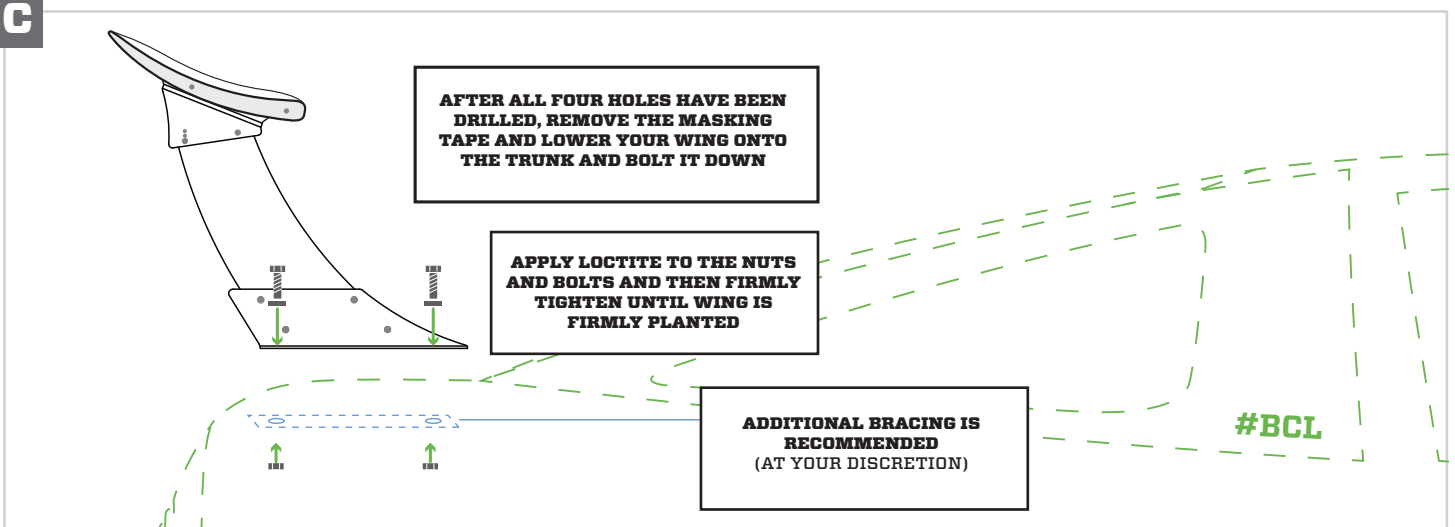 C
AFTER ALL FOUR HOLES HAVE BEEN
DRILLED, REMOVE THE MASKING
TAPE AND LOWER YOUR WING ONTO
THE TRUNK AND BOLT IT DOWN
APPLY LOCTITE TO THE NUTS
AND BOLTS AND THEN FIRMLY
TIGHTEN UNTIL WING IS
FIRMLY PLANTED
ADDITIONAL BRACING IS
RECOMMENDED
(AT YOUR DISCRETION)
#BCL